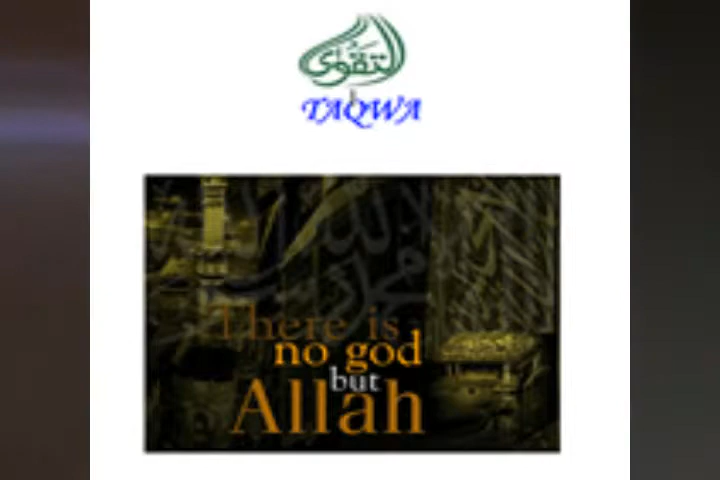 التقوى
TAQWA
There is
no god
but
Allah